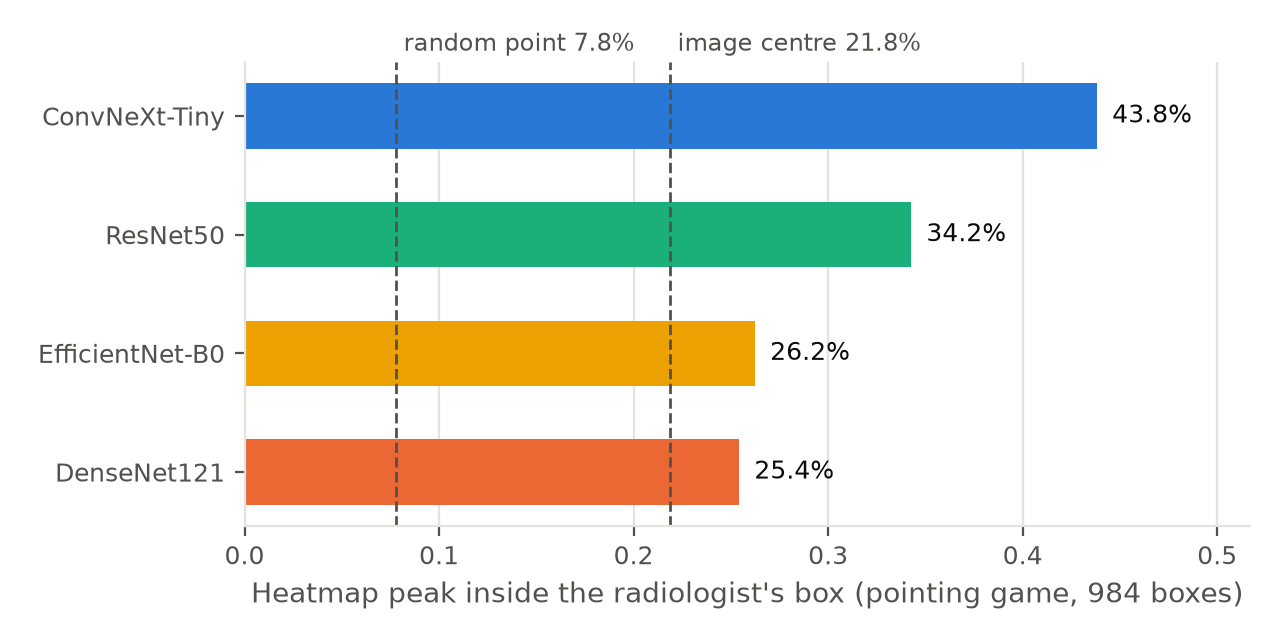 random point 7.8% image centre 21.8%
ConvNeXt-Tiny 43.8%
ResNet50 34.2%
EfficientNet-B0 26.2%
DenseNet121 25.4%
0.0 0.1 0.2 0.3 0.4 0.5
Heatmap peak inside the radiologist's box (pointing game, 984 boxes)